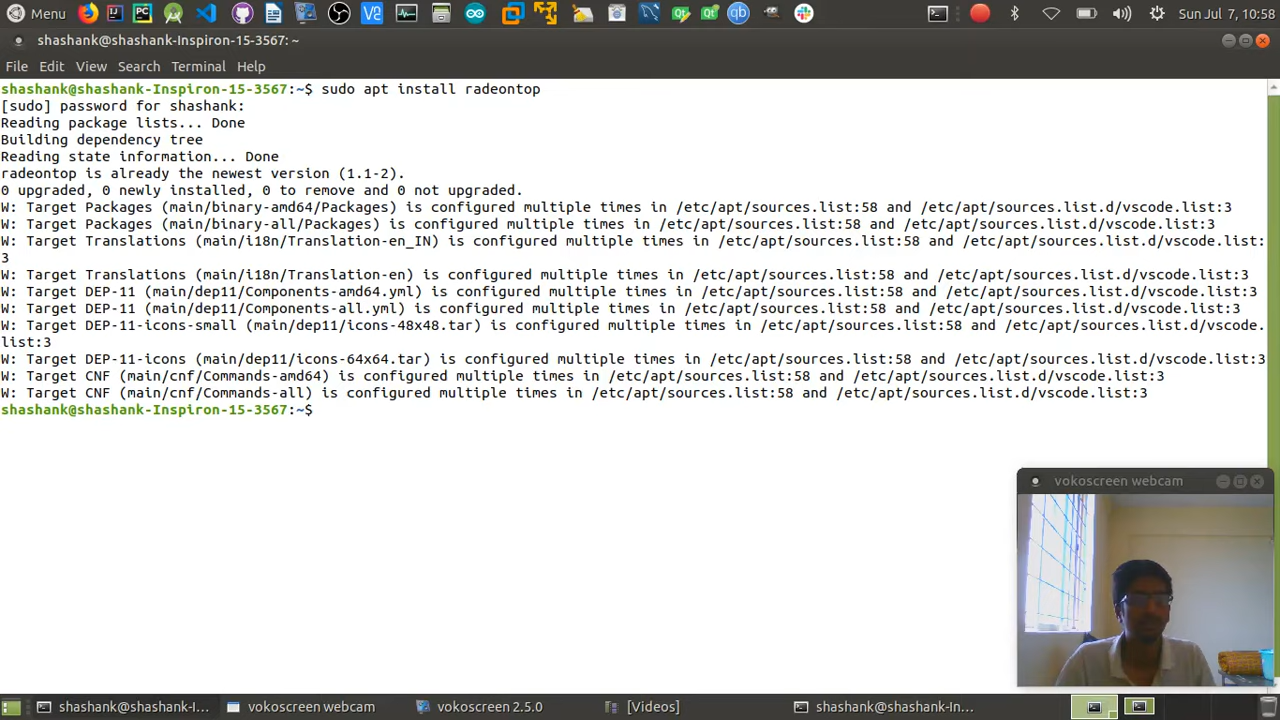 Menu
Sun Jul 7, 10:58
shashank@shashank-Inspiron-15-3567: ~
File Edit View Search Terminal Help
shashank@shashank-Inspiron-15-3567:~$ sudo apt install radeontop
[sudo] password for shashank:
Reading package lists... Done
Building dependency tree
Reading state information... Done
radeontop is already the newest version (1.1-2).
0 upgraded, 0 newly installed, 0 to remove and 0 not upgraded.
W: Target Packages (main/binary-amd64/Packages) is configured multiple times in /etc/apt/sources.list:58 and /etc/apt/sources.list.d/vscode.list:3
W: Target Packages (main/binary-all/Packages) is configured multiple times in /etc/apt/sources.list:58 and /etc/apt/sources.list.d/vscode.list:3
W: Target Translations (main/i18n/Translation-en_IN) is configured multiple times in /etc/apt/sources.list:58 and /etc/apt/sources.list.d/vscode.list:
3
W: Target Translations (main/i18n/Translation-en) is configured multiple times in /etc/apt/sources.list:58 and /etc/apt/sources.list.d/vscode.list:3
W: Target DEP-11 (main/dep11/Components-amd64.yml) is configured multiple times in /etc/apt/sources.list:58 and /etc/apt/sources.list.d/vscode.list:3
W: Target DEP-11 (main/dep11/Components-all.yml) is configured multiple times in /etc/apt/sources.list:58 and /etc/apt/sources.list.d/vscode.list:3
W: Target DEP-11-icons-small (main/dep11/icons-48x48.tar) is configured multiple times in /etc/apt/sources.list:58 and /etc/apt/sources.list.d/vscode.
list:3
W: Target DEP-11-icons (main/dep11/icons-64x64.tar) is configured multiple times in /etc/apt/sources.list:58 and /etc/apt/sources.list.d/vscode.list:3
W: Target CNF (main/cnf/Commands-amd64) is configured multiple times in /etc/apt/sources.list:58 and /etc/apt/sources.list.d/vscode.list:3
W: Target CNF (main/cnf/Commands-all) is configured multiple times in /etc/apt/sources.list:58 and /etc/apt/sources.list.d/vscode.list:3
shashank@shashank-Inspiron-15-3567:~$
vokoscreen webcam
shashank@shashank-I... vokoscreen webcam vokoscreen 2.5.0 [Videos] shashank@shashank-In...